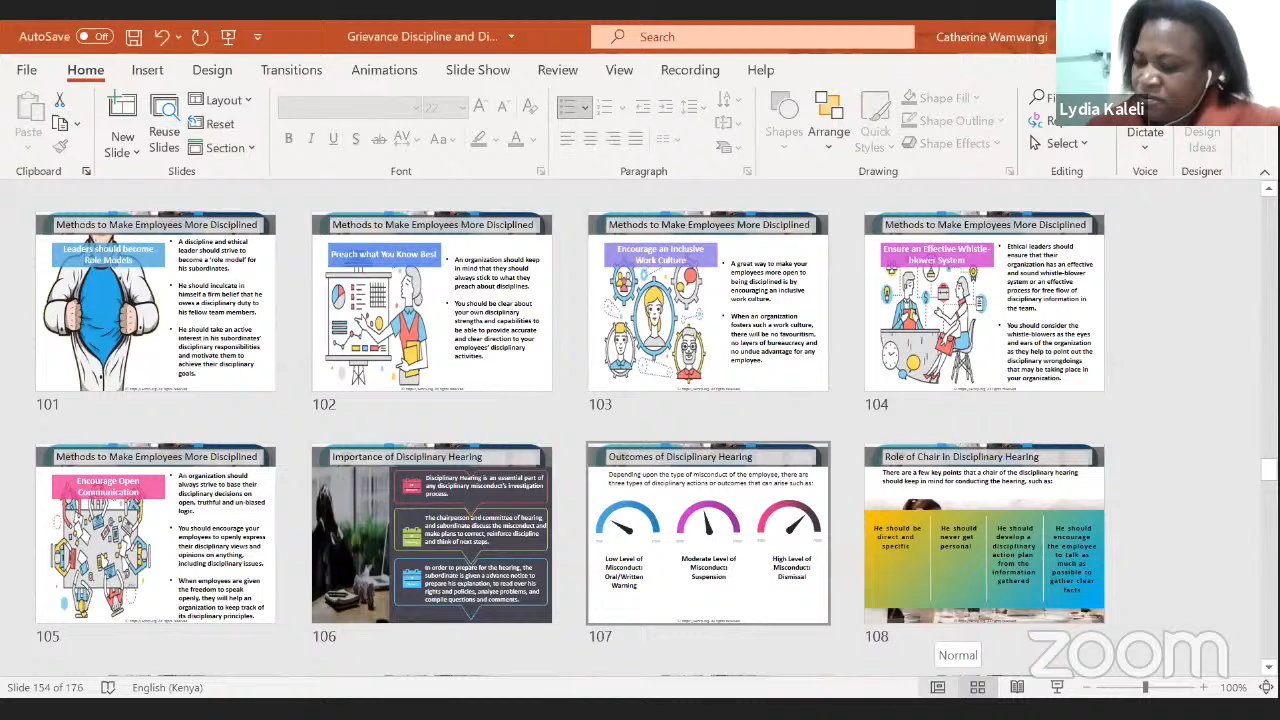 AutoSave Off Grievance Discipline and Di... Search Catherine Wamwangi
File Home Insert Design Transitions Animations Slide Show Review View Recording Help
Lydia Kaleli
Paste
New
Slide
Reuse
Slides
Layout
Reset
Section
22
B I U S ab AV Aa A
Shapes
Arrange
Quick
Styles
Shape Fill
Shape Outline
Shape Effects
Select
Dictate
Design
Ideas
Clipboard Slides Font Paragraph Drawing Editing Voice Designer
Methods to Make Employees More Disciplined
Leaders should become
Role Models
A discipline and ethical
leader should strive to
become a 'role model' for
his subordinates.
He should inculcate in
himself a firm belief that he
owes a disciplinary duty to
his fellow team members.
He should take an active
interest in his subordinates'
disciplinary responsibilities
and motivate them to
achieve their disciplinary
goals.
101
Methods to Make Employees More Disciplined
Preach what You Know Best
An organization should keep
in mind that they should
always stick to what they
preach about disciplines.
You should be clear about
your own disciplinary
strengths and capabilities to
be able to provide accurate
and clear direction to your
employees' disciplinary
activities.
102
Methods to Make Employees More Disciplined
Encourage an Inclusive
Work Culture
A great way to make your
employees more open to
being disciplined is by
encouraging an inclusive
work culture.
When an organization
fosters such a work culture,
there will be no favouritism,
no layers of bureaucracy and
no undue advantage for any
employee.
103
Methods to Make Employees More Disciplined
Ensure an Effective Whistle-
blower System
Ethical leaders should
ensure that their
organization has an effective
and sound whistle-blower
system or an effective
process for free flow of
disciplinary information in
the team.
You should consider the
whistle-blowers as the eyes
and ears of the organization
as they help to point out the
disciplinary wrongdoings
that may be taking place in
your organization.
104
Methods to Make Employees More Disciplined
Encourage Open
Communication
An organization should
always strive to base their
disciplinary decisions on
open, truthful and un-biased
logic.
You should encourage your
employees to openly express
their disciplinary views and
opinions on anything,
including disciplinary issues.
When employees are given
the freedom to speak
openly, they will help an
organization to keep track of
its disciplinary principles.
105
Importance of Disciplinary Hearing
Disciplinary Hearing is an essential part of
any disciplinary misconduct's investigation
process.
The chairperson and committee of hearing
and subordinate discuss the misconduct and
make plans to correct, reinforce discipline
and think of next steps.
In order to prepare for the hearing, the
subordinate is given a advance notice to
prepare his explanation, to read over his
rights and policies, analyze problems, and
compile questions and comments.
106
Outcomes of Disciplinary Hearing
Depending upon the type of misconduct of the employee, there are
three types of disciplinary actions or outcomes that can arise such as:
Low Level of
Misconduct:
Oral/Written
Warning
Moderate Level of
Misconduct:
Suspension
High Level of
Misconduct:
Dismissal
107
Role of Chair in Disciplinary Hearing
There are a few key points that a chair of the disciplinary hearing
should keep in mind for conducting the hearing, such as:
He should be
direct and
specific
He should
never get
personal
He should
develop a
disciplinary
action plan
from the
information
gathered
He should
encourage
the employee
to talk as
much as
possible to
gather clear
facts
108
Normal
zoom
Slide 154 of 176 English (Kenya) 100%